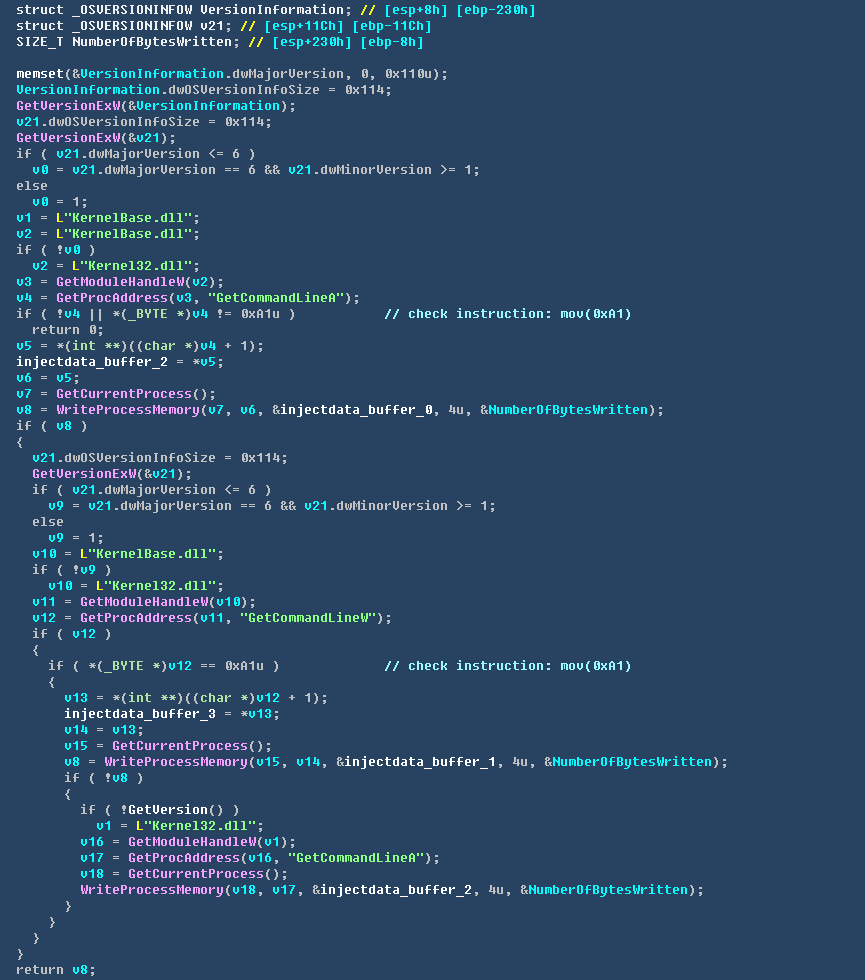 struct _OSVERSIONINFOW VersionInformation; // [esp+8h] [ebp-230h]
struct _OSVERSIONINFOW v21; // [esp+11Ch] [ebp-11Ch]
SIZE_T NumberOfBytesWritten; // [esp+230h] [ebp-8h]

memset(&VersionInformation.dwMajorVersion, 0, 0x110u);
VersionInformation.dwOSVersionInfoSize = 0x114;
GetVersionExW(&VersionInformation);
v21.dwOSVersionInfoSize = 0x114;
GetVersionExW(&v21);
if ( v21.dwMajorVersion <= 6 )
  v0 = v21.dwMajorVersion == 6 && v21.dwMinorVersion >= 1;
else
  v0 = 1;
v1 = L"KernelBase.dll";
v2 = L"KernelBase.dll";
if ( !v0 )
  v2 = L"Kernel32.dll";
v3 = GetModuleHandleW(v2);
v4 = GetProcAddress(v3, "GetCommandLineA");
if ( !v4 || *(_BYTE *)v4 != 0xA1u )           // check instruction: mov(0xA1)
  return 0;
v5 = *(int **)((char *)v4 + 1);
injectdata_buffer_2 = *v5;
v6 = v5;
v7 = GetCurrentProcess();
v8 = WriteProcessMemory(v7, v6, &injectdata_buffer_0, 4u, &NumberOfBytesWritten);
if ( v8 )
{
  v21.dwOSVersionInfoSize = 0x114;
  GetVersionExW(&v21);
  if ( v21.dwMajorVersion <= 6 )
    v9 = v21.dwMajorVersion == 6 && v21.dwMinorVersion >= 1;
  else
    v9 = 1;
  v10 = L"KernelBase.dll";
  if ( !v9 )
    v10 = L"Kernel32.dll";
  v11 = GetModuleHandleW(v10);
  v12 = GetProcAddress(v11, "GetCommandLineW");
  if ( v12 )
  {
    if ( *(_BYTE *)v12 == 0xA1u )             // check instruction: mov(0xA1)
    {
      v13 = *(int **)((char *)v12 + 1);
      injectdata_buffer_3 = *v13;
      v14 = v13;
      v15 = GetCurrentProcess();
      v8 = WriteProcessMemory(v15, v14, &injectdata_buffer_1, 4u, &NumberOfBytesWritten);
      if ( !v8 )
      {
        if ( !GetVersion() )
          v1 = L"Kernel32.dll";
        v16 = GetModuleHandleW(v1);
        v17 = GetProcAddress(v16, "GetCommandLineA");
        v18 = GetCurrentProcess();
        WriteProcessMemory(v18, v17, &injectdata_buffer_2, 4u, &NumberOfBytesWritten);
      }
    }
  }
}
return v8;